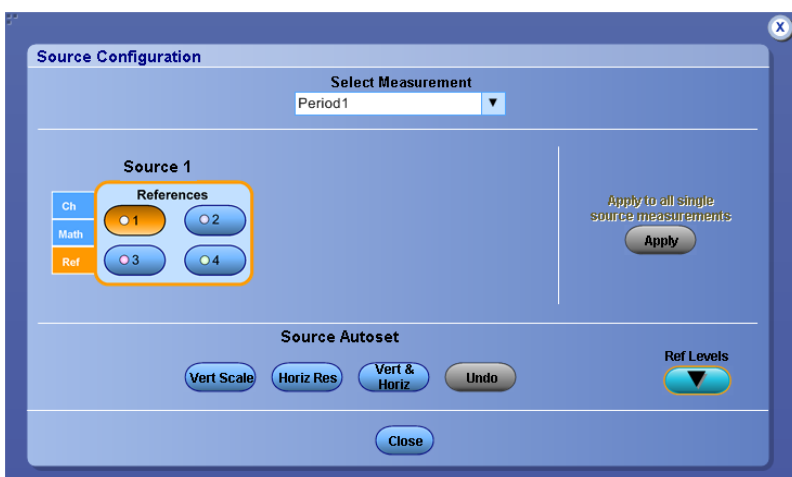 X
Source Configuration
Select Measurement
Period1
Source 1
Ch
Math
Ref
References
1
2
3
4
Apply to all single
source measurements
Apply
Source Autoset
Vert Scale
Horiz Res
Vert &
Horiz
Undo
Ref Levels
Close